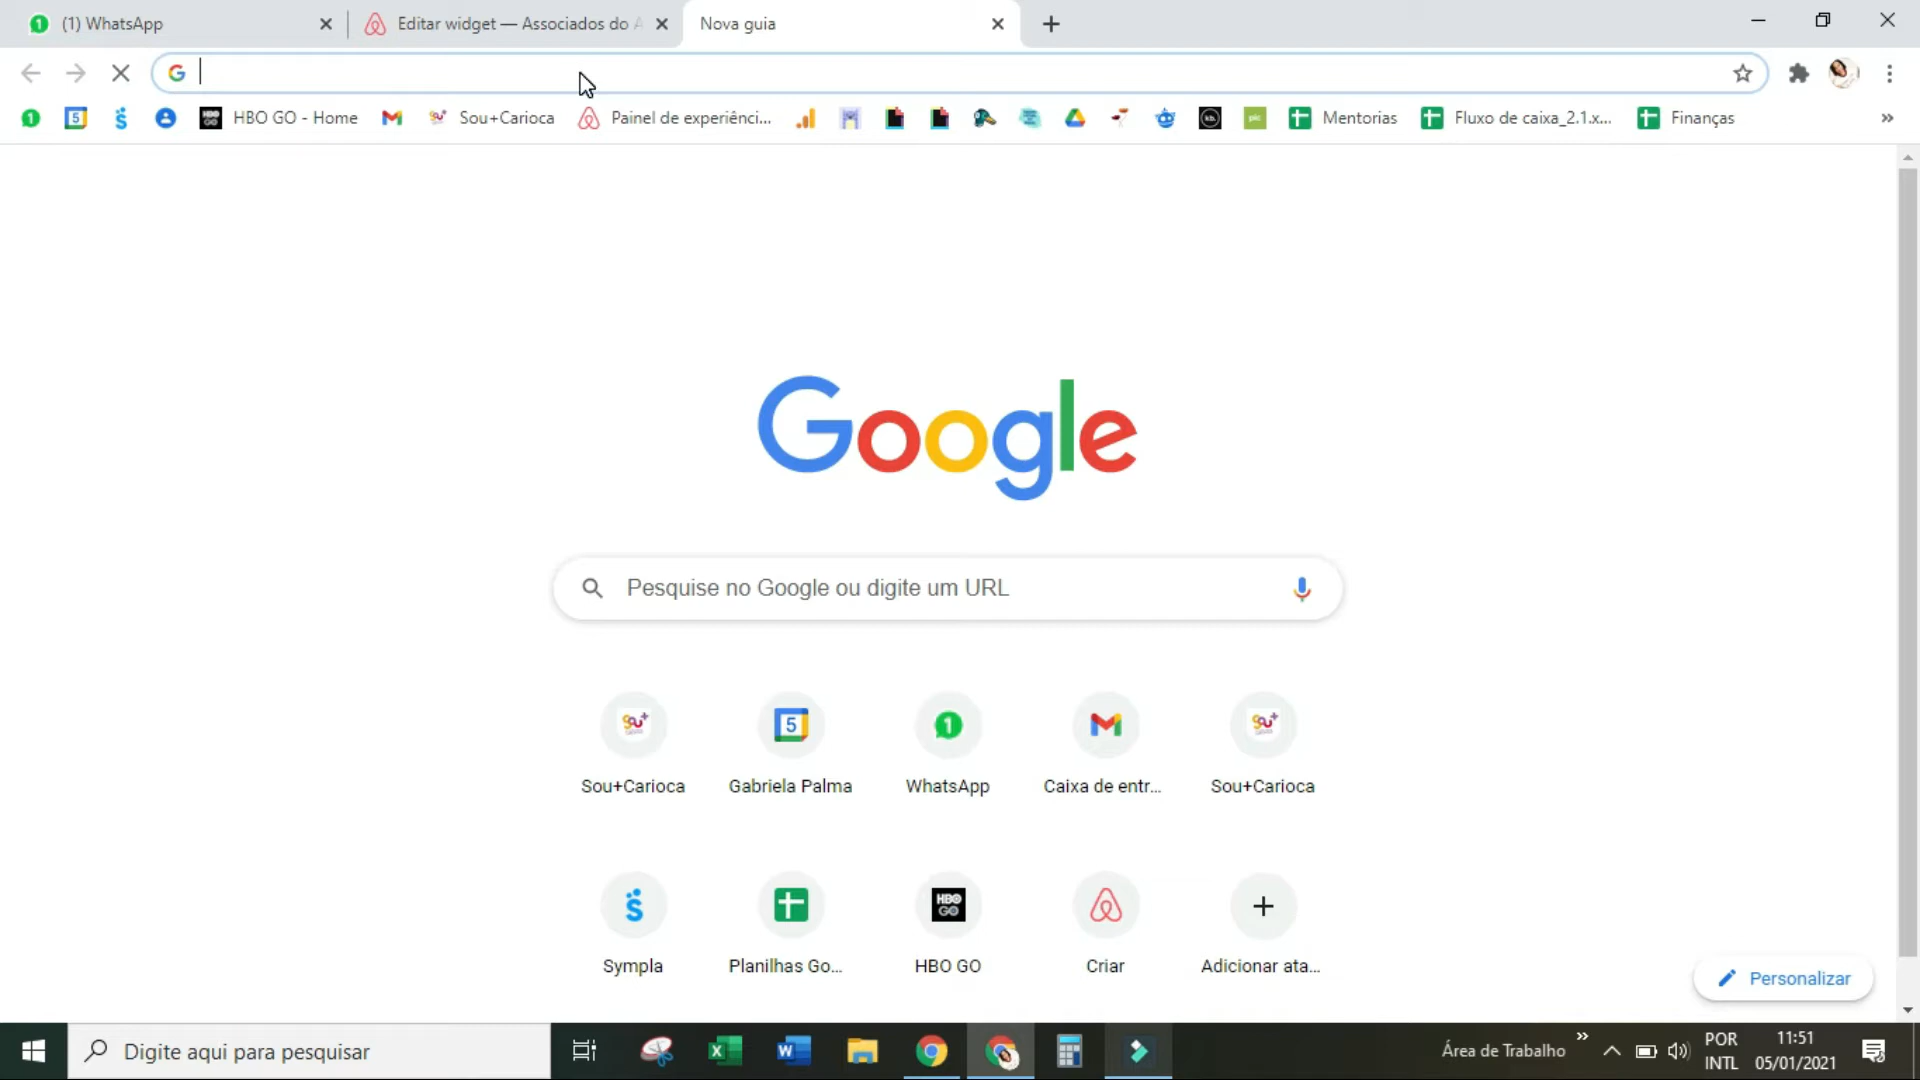 (1) WhatsApp
Editar widget — Associados do A
Nova guia
HBO GO - Home
Sou+Carioca
Painel de experiênci...
Mentorias
Fluxo de caixa_2.1.x...
Finanças
»
Google
Pesquise no Google ou digite um URL
Sou+Carioca
Gabriela Palma
WhatsApp
Caixa de entr...
Sou+Carioca
HBO
GO
Sympla
Planilhas Go...
HBO GO
Criar
Adicionar ata...
Personalizar
Digite aqui para pesquisar
Área de Trabalho
POR
INTL
11:51
05/01/2021